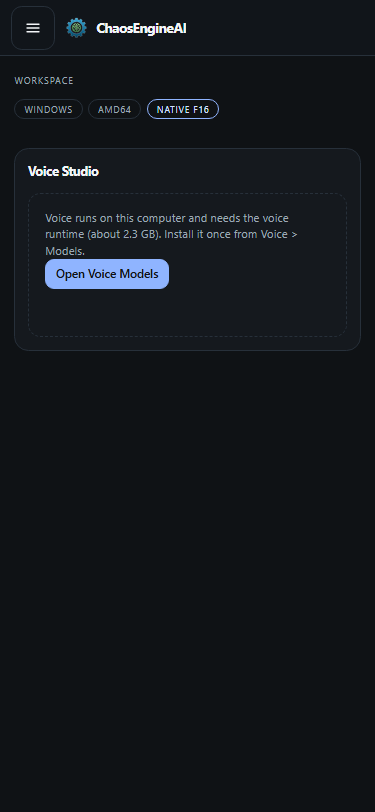 ChaosEngineAI
WORKSPACE
WINDOWS
AMD64
NATIVE F16
Voice Studio
Voice runs on this computer and needs the voice
runtime (about 2.3 GB). Install it once from Voice >
Models.
Open Voice Models